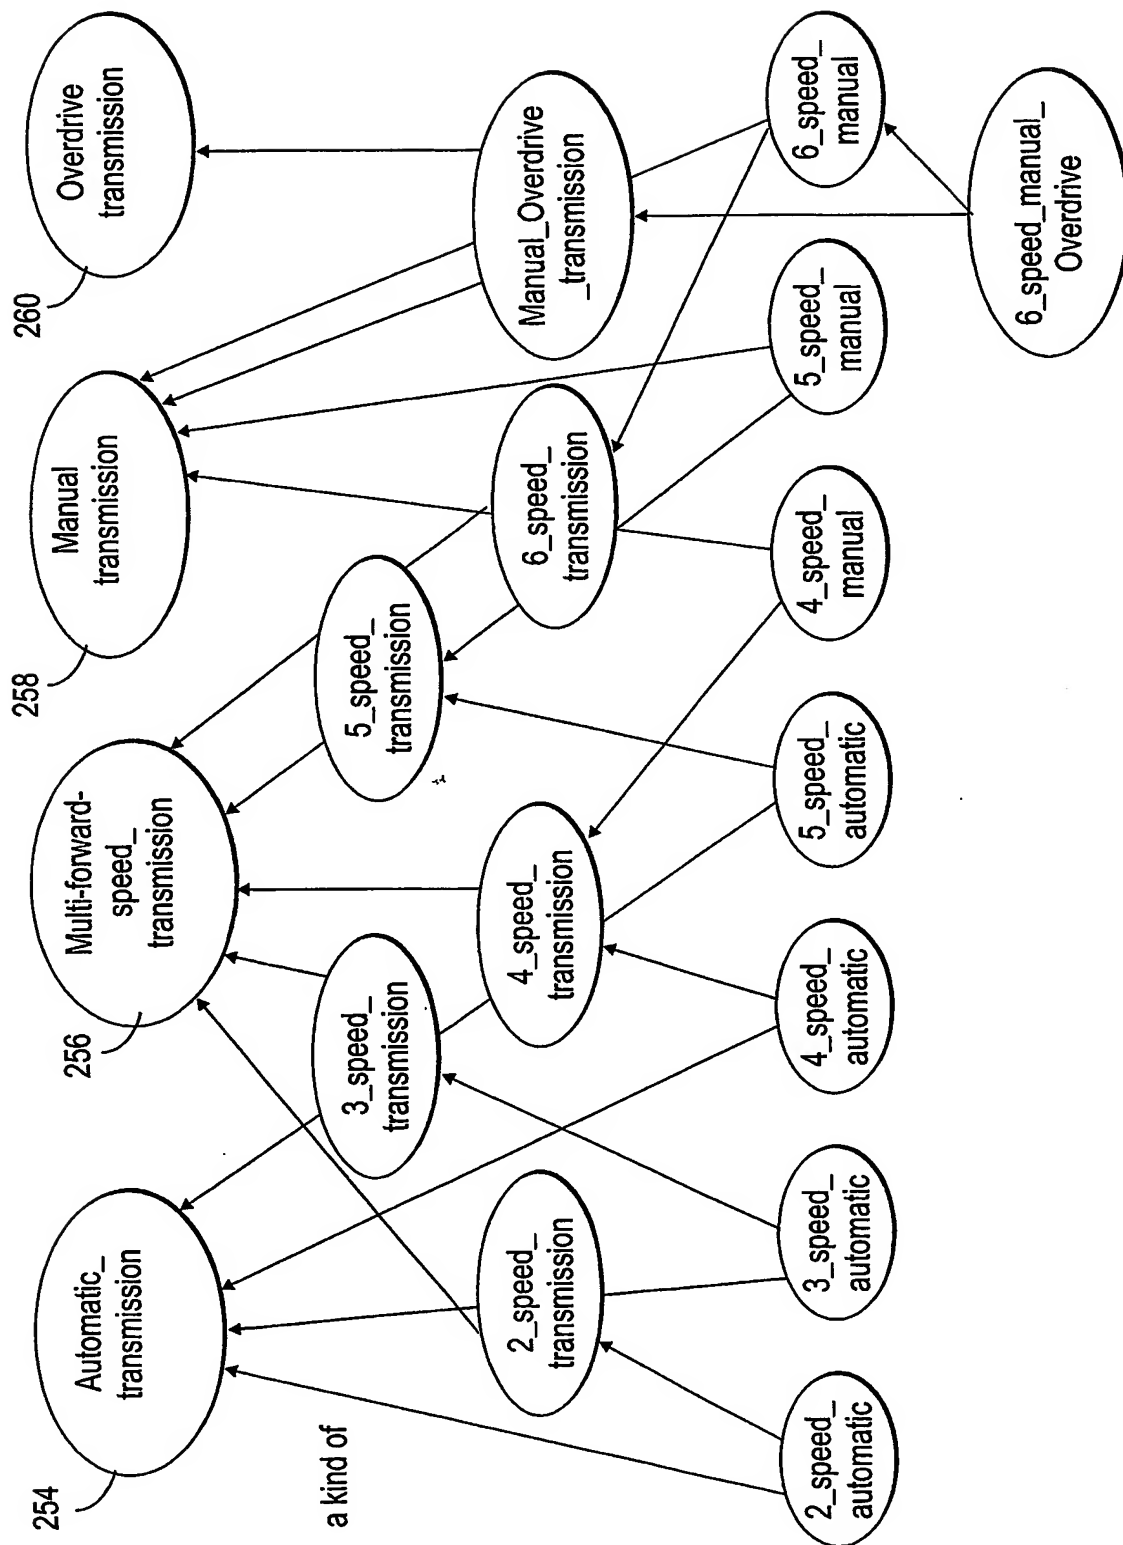 254
Automatic_
transmission
256
Multi-forward-
speed_
transmission
258
Manual
transmission
260
Overdrive
transmission
a kind of
3_speed_
transmission
5_speed_
transmission
2_speed_
transmission
4_speed_
transmission
6_speed_
transmission
Manual_Overdrive
_transmission
2_speed_
automatic
3_speed_
automatic
4_speed_
automatic
5_speed_
automatic
4_speed_
manual
5_speed_
manual
6_speed_
manual
6_speed_manual_
Overdrive